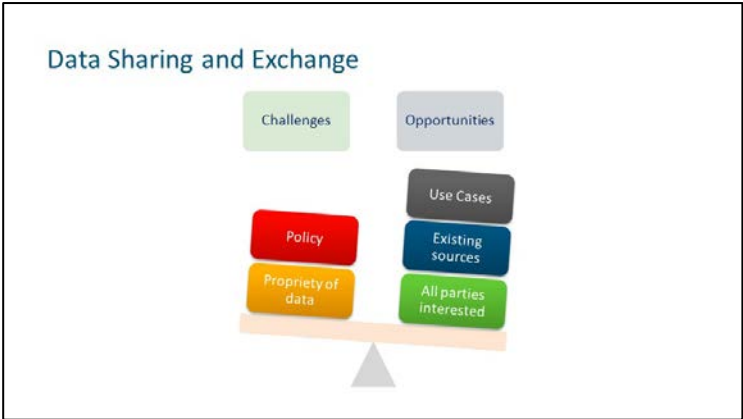 Data Sharing and Exchange
Challenges
Opportunities
Use Cases
Policy
Existing
sources
Propriety of
data
All parties
interested